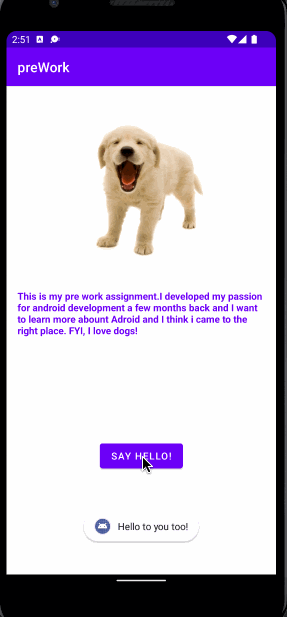 2:51
preWork
This is my pre work assignment.I developed my passion
for android development a few months back and I want
to learn more abount Adroid and I think i came to the
right place. FYI, I love dogs!
SAY HELLO!
Hello to you too!